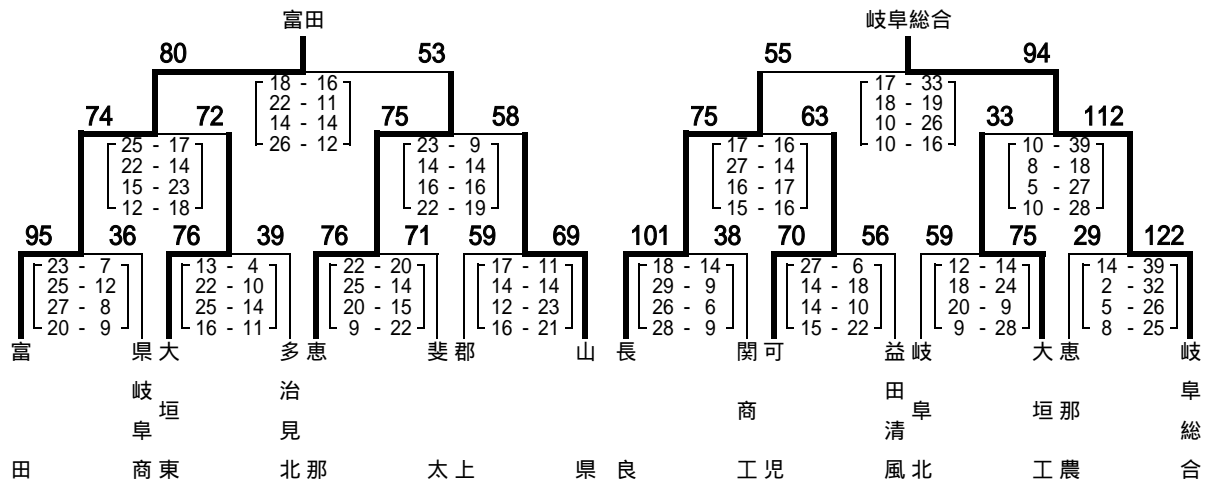 富田 岐阜総合
80 53 55 94
18 - 16 17 - 33
22 - 11 18 - 19
14 - 14 10 - 26
26 - 12 10 - 16
74 72 75 58 75 63 33 112
25 - 17 23 - 9 17 - 16 10 - 39
22 - 14 14 - 14 27 - 14 8 - 18
15 - 23 16 - 16 16 - 17 5 - 27
12 - 18 22 - 19 15 - 16 10 - 28
95 36 76 39 76 71 59 69 101 38 70 56 59 75 29 122
23 - 7 13 - 4 22 - 20 17 - 11 18 - 14 27 - 6 12 - 14 14 - 39
25 - 12 22 - 10 25 - 14 14 - 14 29 - 9 14 - 18 18 - 24 2 - 32
27 - 8 25 - 14 20 - 15 12 - 23 26 - 6 14 - 10 20 - 9 5 - 26
20 - 9 16 - 11 9 - 22 16 - 21 28 - 9 15 - 22 9 - 28 8 - 25
富田
県岐阜商
大垣東
多治見北
恵那
斐太
郡上
山県
長良
関商工
可児
益田清風
岐阜北
大垣工
恵那農
岐阜総合